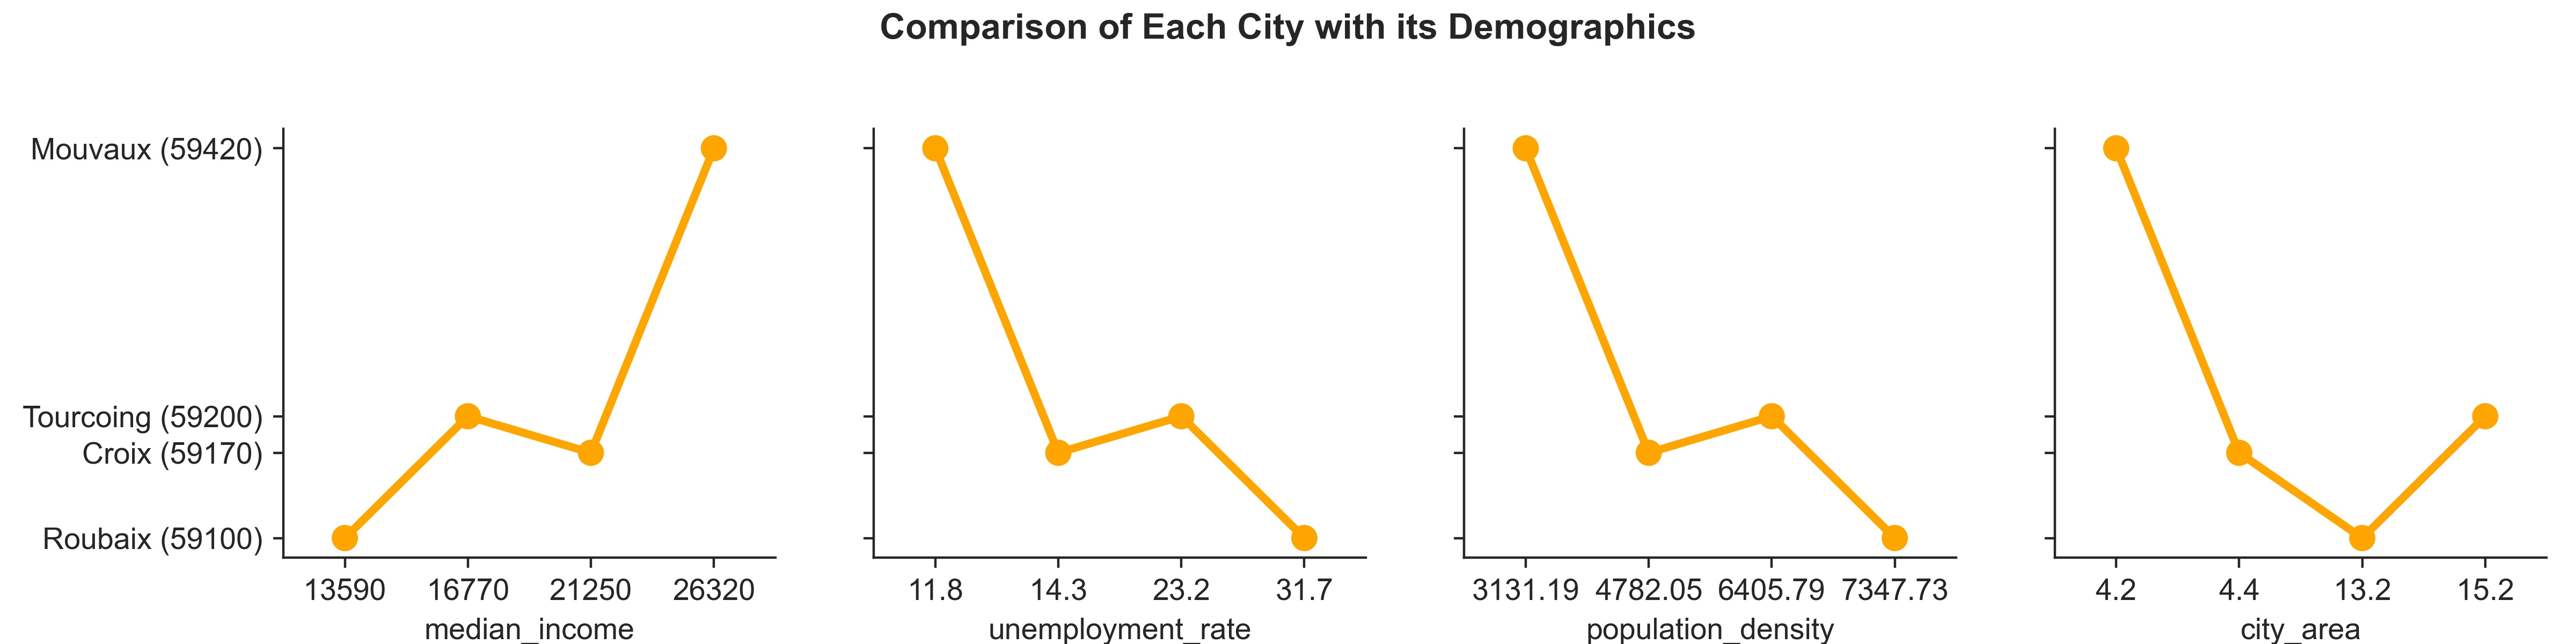 Comparison of Each City with its Demographics
Mouvaux (59420)
Tourcoing (59200)
Croix (59170)
Roubaix (59100)
13590 16770 21250 26320
median_income
11.8 14.3 23.2 31.7
unemployment_rate
3131.19 4782.05 6405.79 7347.73
population_density
4.2 4.4 13.2 15.2
city_area